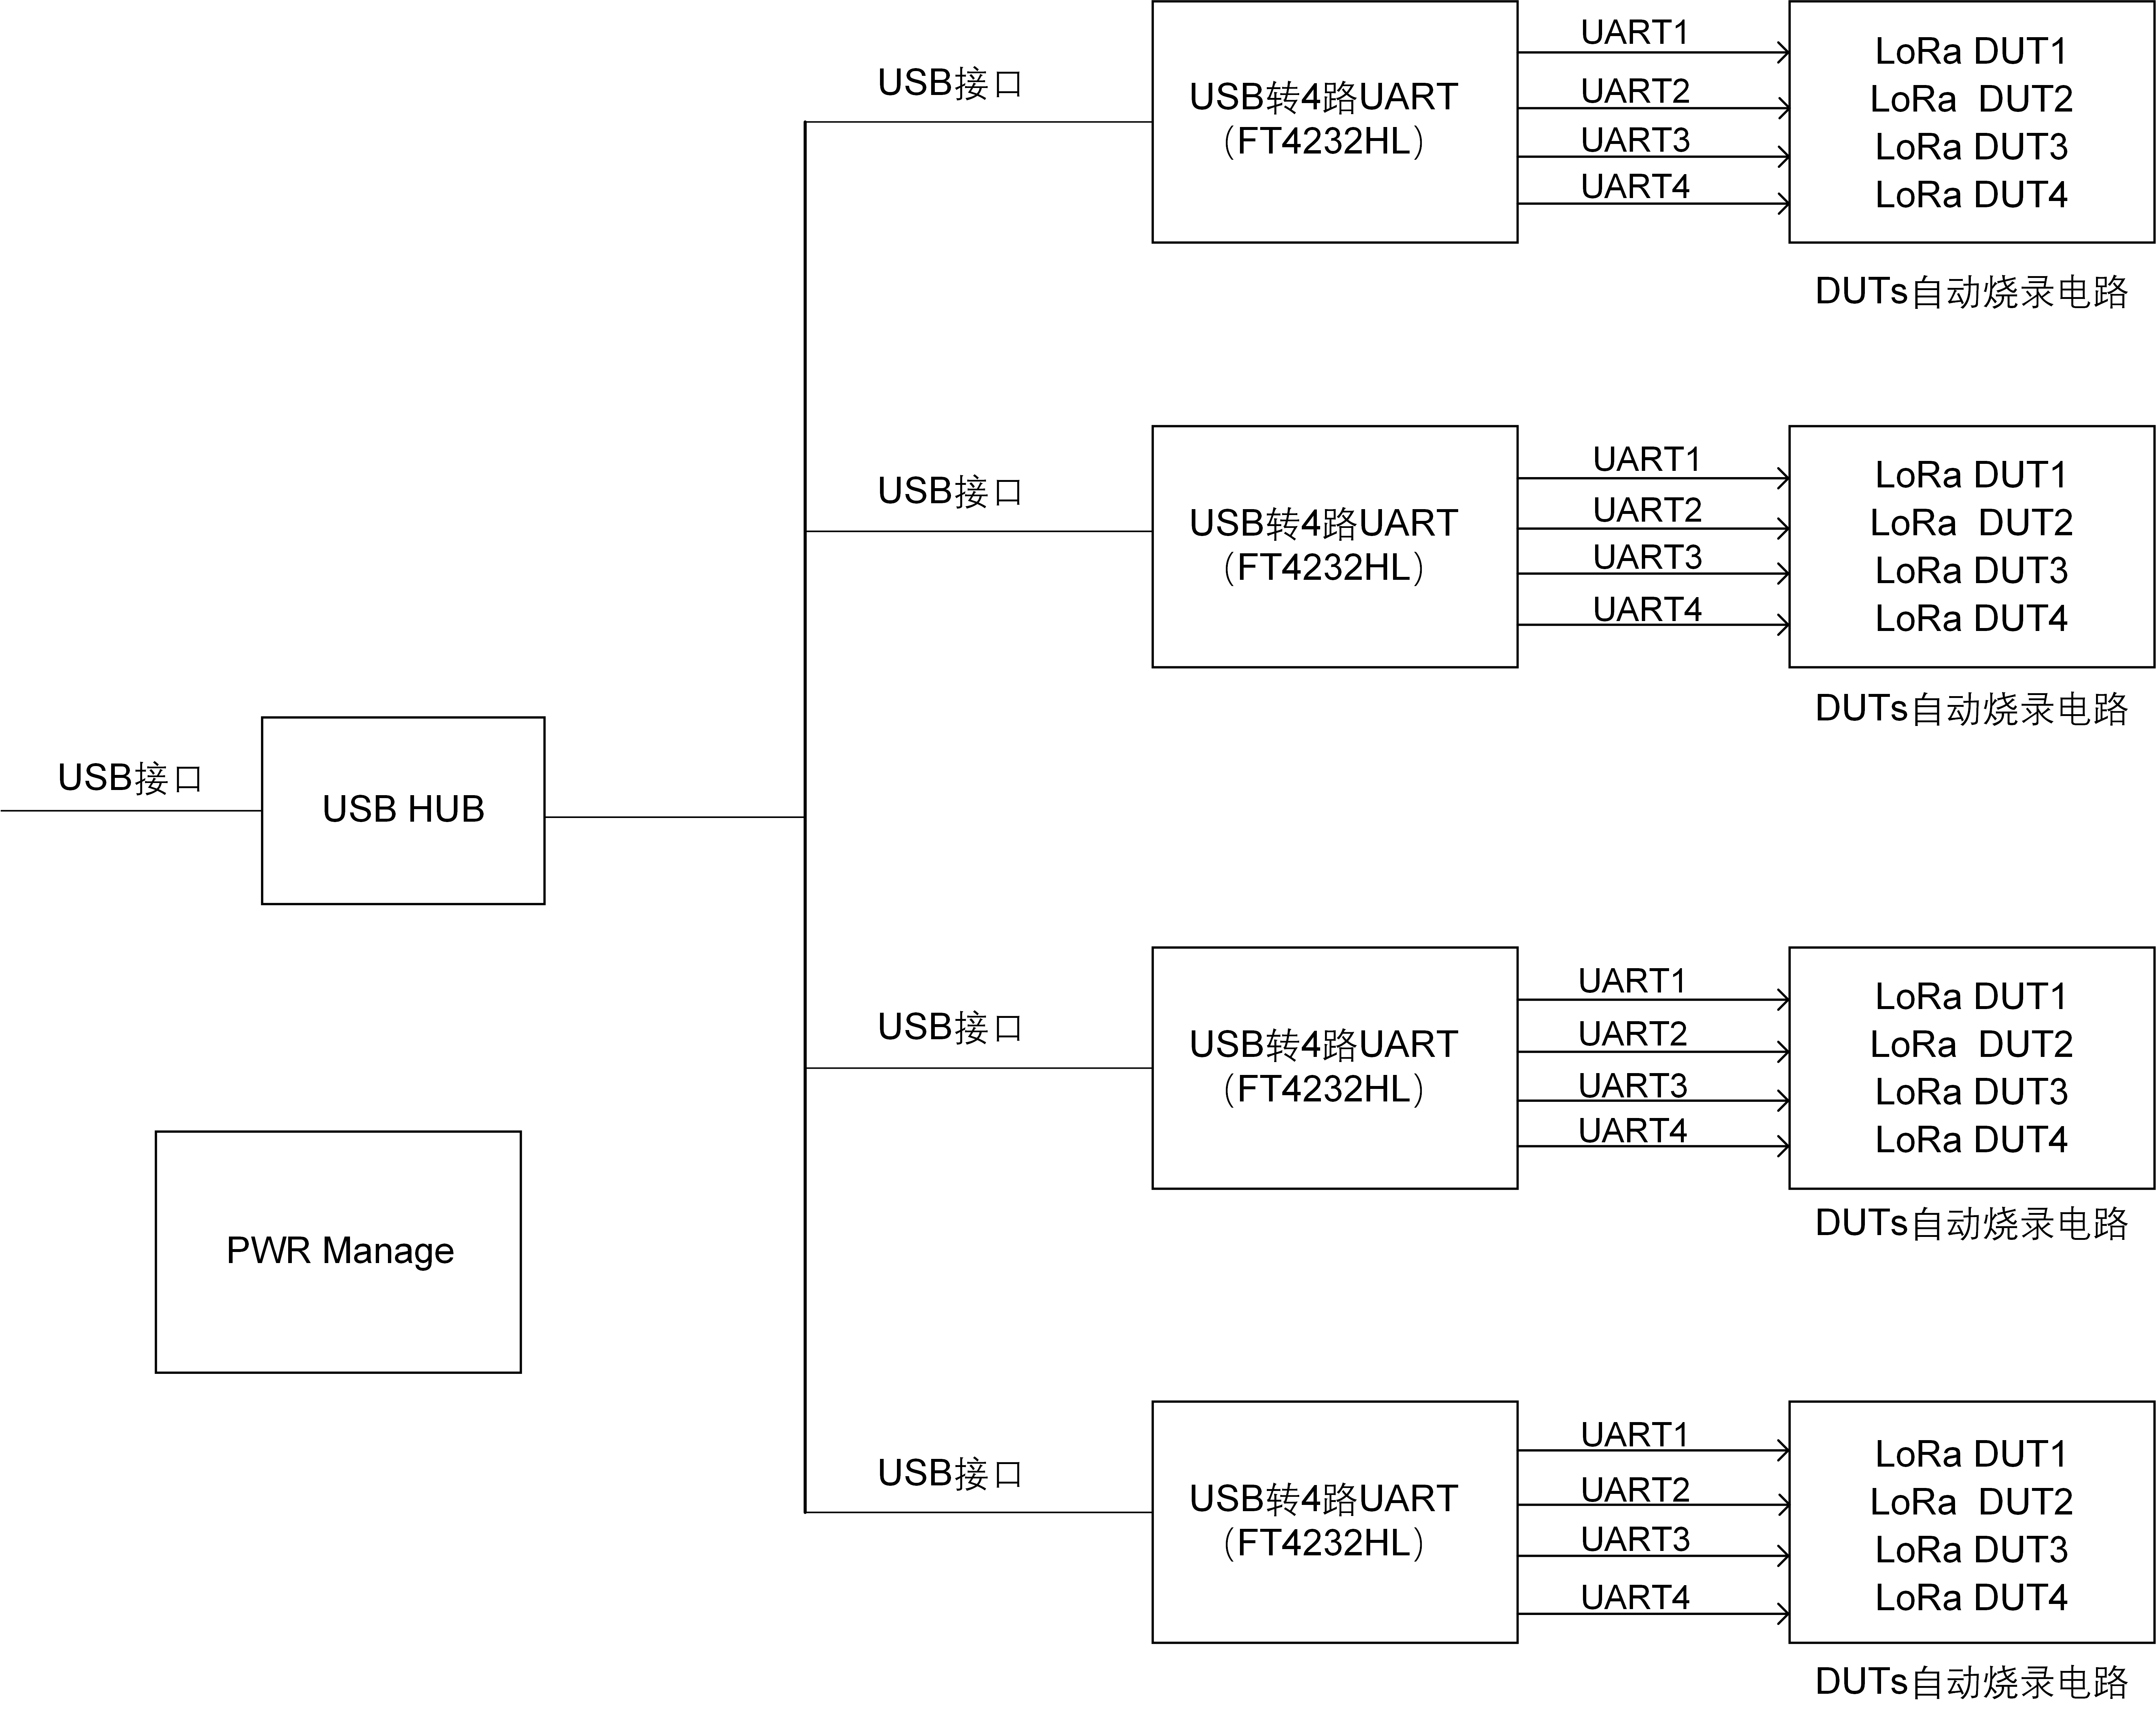 USB接口
USB转4路UART
（FT4232HL）
UART1
UART2
UART3
UART4
LoRa DUT1
LoRa  DUT2
LoRa DUT3
LoRa DUT4
DUTs自动烧录电路
USB接口
USB转4路UART
（FT4232HL）
UART1
UART2
UART3
UART4
LoRa DUT1
LoRa  DUT2
LoRa DUT3
LoRa DUT4
DUTs自动烧录电路
USB接口
USB HUB
USB接口
USB转4路UART
（FT4232HL）
UART1
UART2
UART3
UART4
LoRa DUT1
LoRa  DUT2
LoRa DUT3
LoRa DUT4
DUTs自动烧录电路
PWR Manage
USB接口
USB转4路UART
（FT4232HL）
UART1
UART2
UART3
UART4
LoRa DUT1
LoRa  DUT2
LoRa DUT3
LoRa DUT4
DUTs自动烧录电路